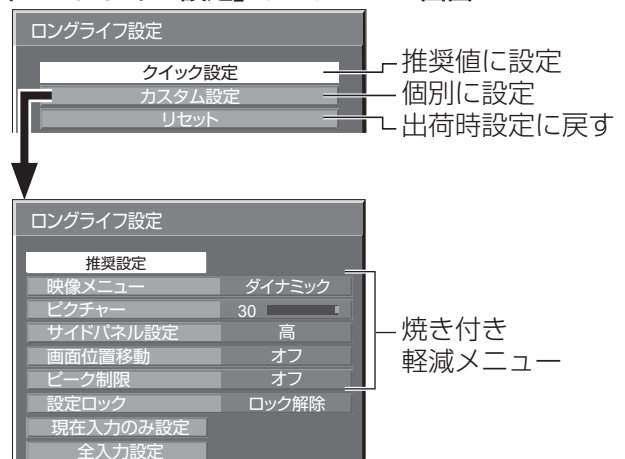 ロングライフ設定
クイック設定
推奨値に設定
カスタム設定
個別に設定
リセット
出荷時設定に戻す
ロングライフ設定
推奨設定
映像メニュー ダイナミック
ピクチャー 30
サイドパネル設定 高
画面位置移動 オフ
ピーク制限 オフ
焼き付き
軽減メニュー
設定ロック ロック解除
現在入力のみ設定
全入力設定